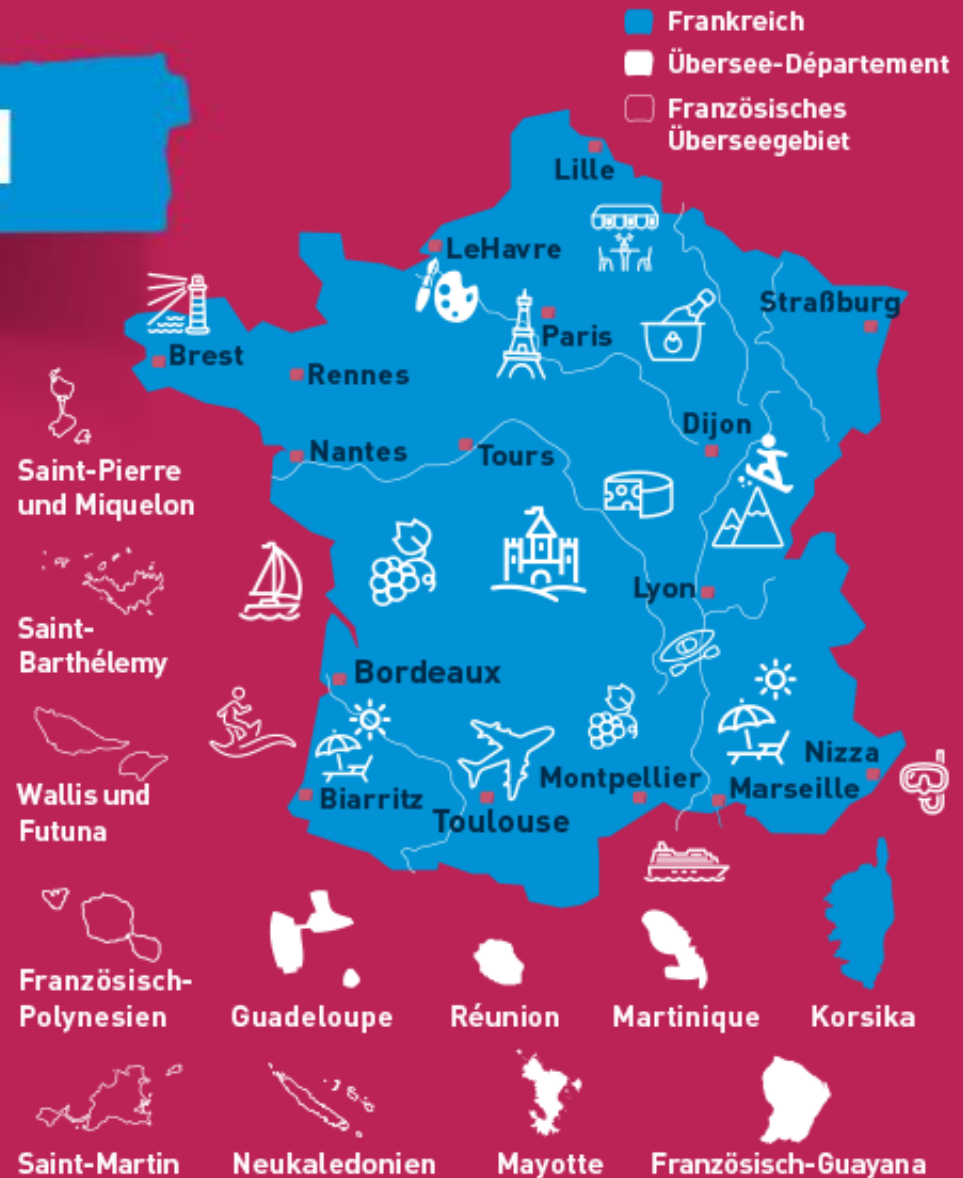 Frankreich
Übersee-Département
Französisches
Überseegebiet
Lille
LeHavre
Straßburg
Paris
Brest
Rennes
Dijon
Nantes
Tours
Saint-Pierre
und Miquelon
Lyon
Saint-
Barthélemy
Bordeaux
Nizza
Montpellier
Marseille
Biarritz
Toulouse
Wallis und
Futuna
Französisch-
Polynesien
Guadeloupe
Réunion
Martinique
Korsika
Saint-Martin
Neukaledonien
Mayotte
Französisch-Guayana